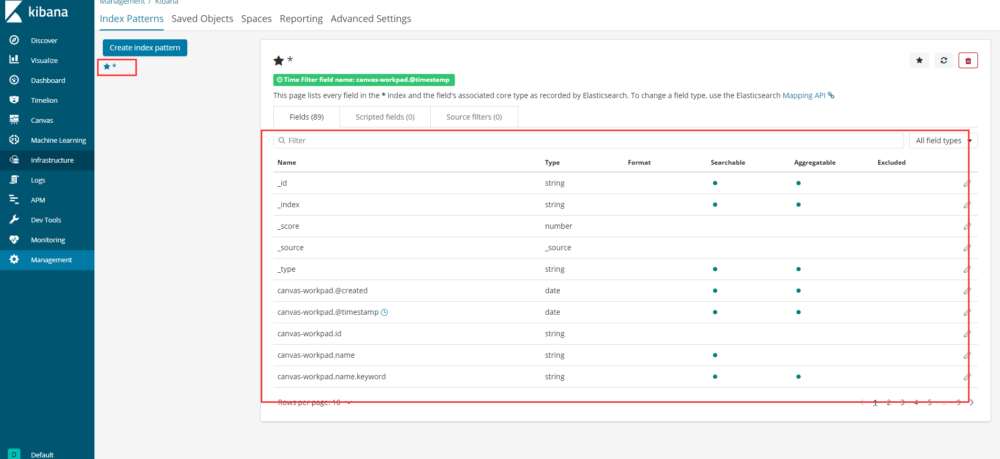 Management / Kibana
kibana
Index Patterns Saved Objects Spaces Reporting Advanced Settings
Discover
Visualize
Dashboard
Timelion
Canvas
Machine Learning
Infrastructure
Logs
APM
Dev Tools
Monitoring
Management
D Default
Create index pattern
*
*
Time Filter field name: canvas-workpad.@timestamp
This page lists every field in the * index and the field's associated core type as recorded by Elasticsearch. To change a field type, use the Elasticsearch Mapping API
Fields (89) Scripted fields (0) Source filters (0)
Filter All field types
Name Type Format Searchable Aggregatable Excluded
_id string
_index string
_score number
_source _source
_type string
canvas-workpad.@created date
canvas-workpad.@timestamp date
canvas-workpad.id string
canvas-workpad.name string
canvas-workpad.name.keyword string
Rows per page: 10 1 2 3 4 5 ... 9